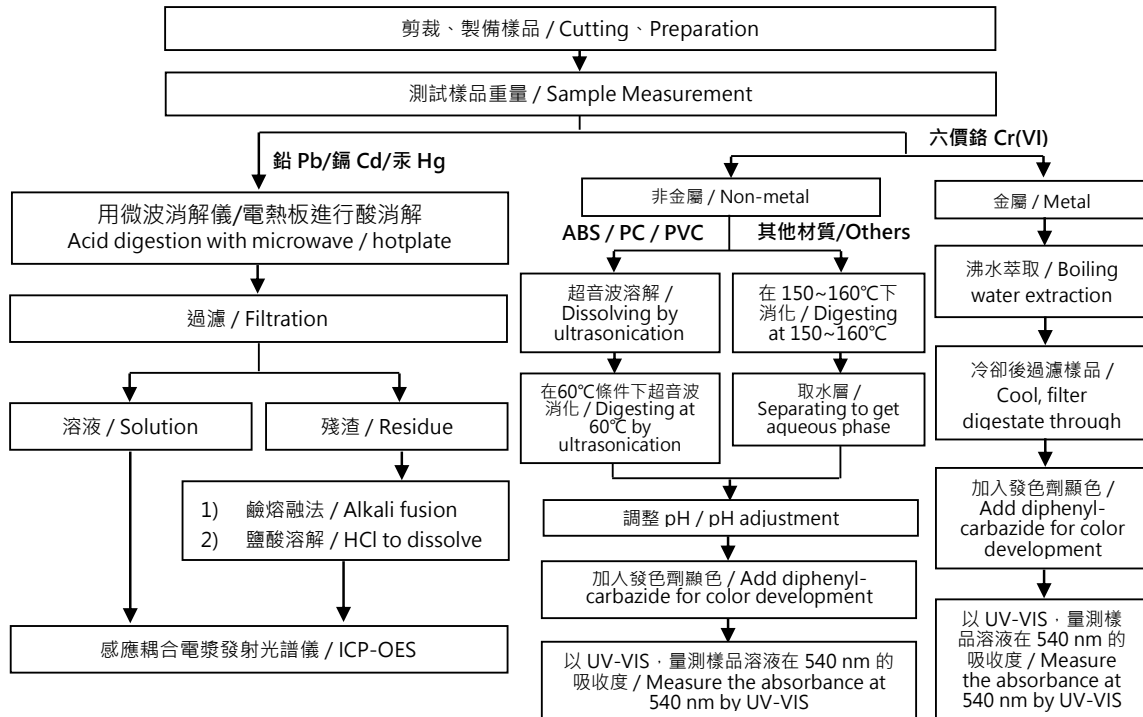 剪裁、製備樣品 / Cutting、Preparation
測試樣品重量 / Sample Measurement
鉛 Pb/鎘 Cd/汞 Hg
用微波消解儀/電熱板進行酸消解
Acid digestion with microwave / hotplate
過濾 / Filtration
溶液 / Solution
殘渣 / Residue
1) 鹼熔融法 / Alkali fusion
2) 鹽酸溶解 / HCl to dissolve
感應耦合電漿發射光譜儀 / ICP-OES
六價鉻 Cr(VI)
非金屬 / Non-metal
ABS / PC / PVC
其他材質/Others
超音波溶解 /
Dissolving by
ultrasonication
在60℃條件下超音波
消化 / Digesting at
60℃ by
ultrasonication
在 150~160℃下
消化 / Digesting
at 150~160℃
取水層 /
Separating to get
aqueous phase
調整 pH / pH adjustment
加入發色劑顯色 / Add diphenyl-
carbazide for color development
以 UV-VIS，量測樣品溶液在 540 nm 的
吸收度 / Measure the absorbance at
540 nm by UV-VIS
金屬 / Metal
沸水萃取 / Boiling
water extraction
冷卻後過濾樣品 /
Cool, filter
digestate through
加入發色劑顯色 /
Add diphenyl-
carbazide for color
development
以 UV-VIS，量測樣
品溶液在 540 nm 的
吸收度 / Measure
the absorbance at
540 nm by UV-VIS